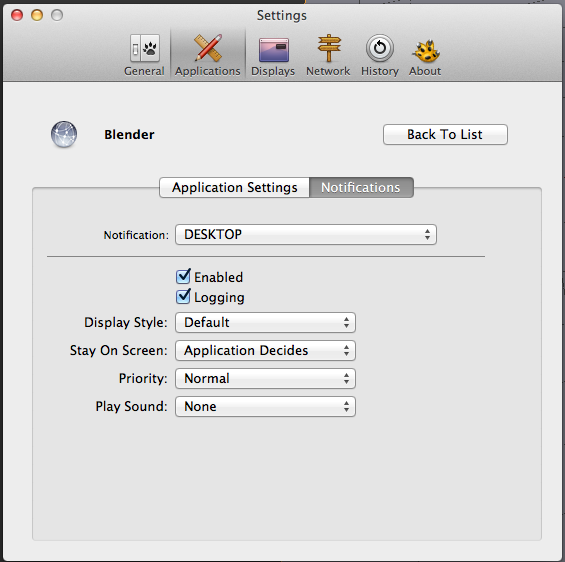 Settings
General Applications Displays Network History About
Blender Back To List
Application Settings Notifications
Notification: DESKTOP
Enabled
Logging
Display Style: Default
Stay On Screen: Application Decides
Priority: Normal
Play Sound: None